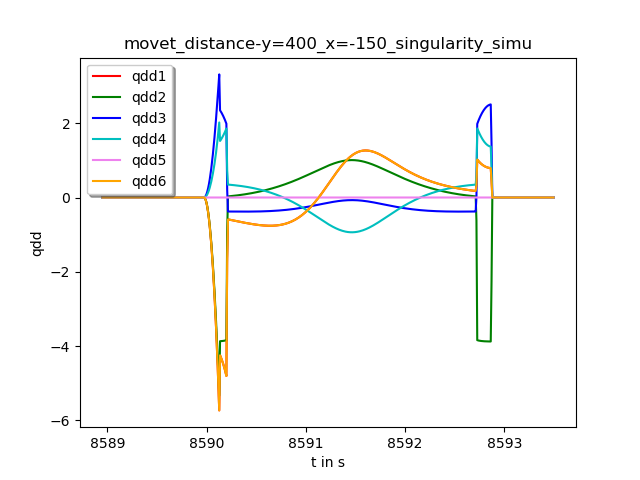 movet_distance-y=400_x=-150_singularity_simu
qdd1
qdd2
qdd3
qdd4
qdd5
qdd6
2
0
−2
−4
−6
qdd
8589
8590
8591
8592
8593
t in s